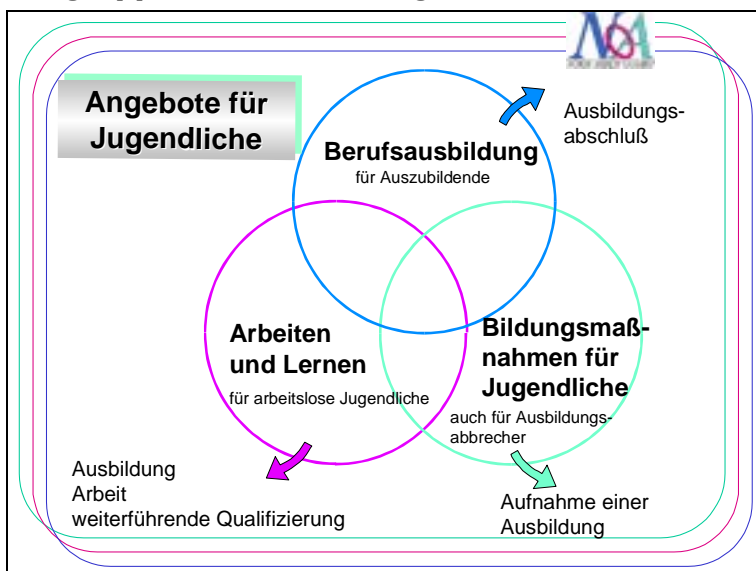 NOA
Angebote für
Jugendliche
Ausbildungs-
abschluß
Berufsausbildung
für Auszubildende
Arbeiten
und Lernen
für arbeitslose Jugendliche
Bildungsmaß-
nahmen für
Jugendliche
auch für Ausbildungs-
abbrecher
Ausbildung
Arbeit
weiterführende Qualifizierung
Aufnahme einer
Ausbildung